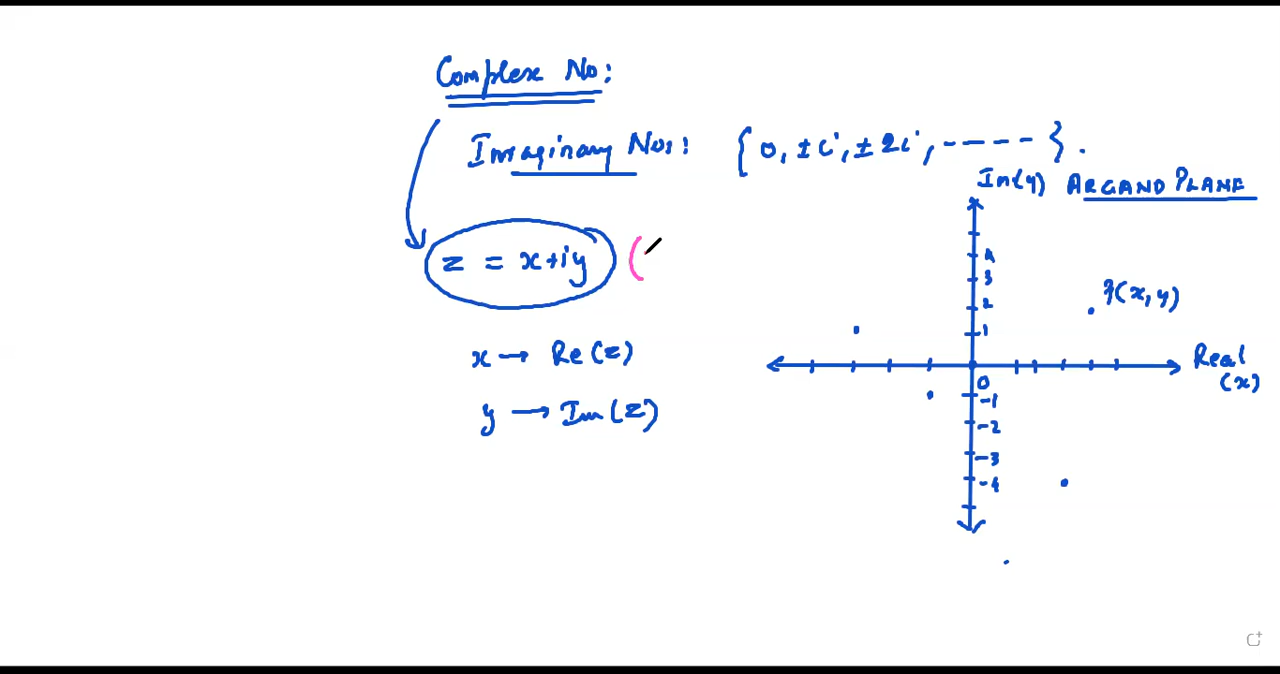 Complex No:
Imaginary Nos: {0, ±i, ±2i, ----- }.
Im(y) ARGAND PLANE
z = x+iy (
4
3
2
1
z(x, y)
x → Re(z)
Real
(x)
0
-1
y → Im(z)
-2
-3
-4